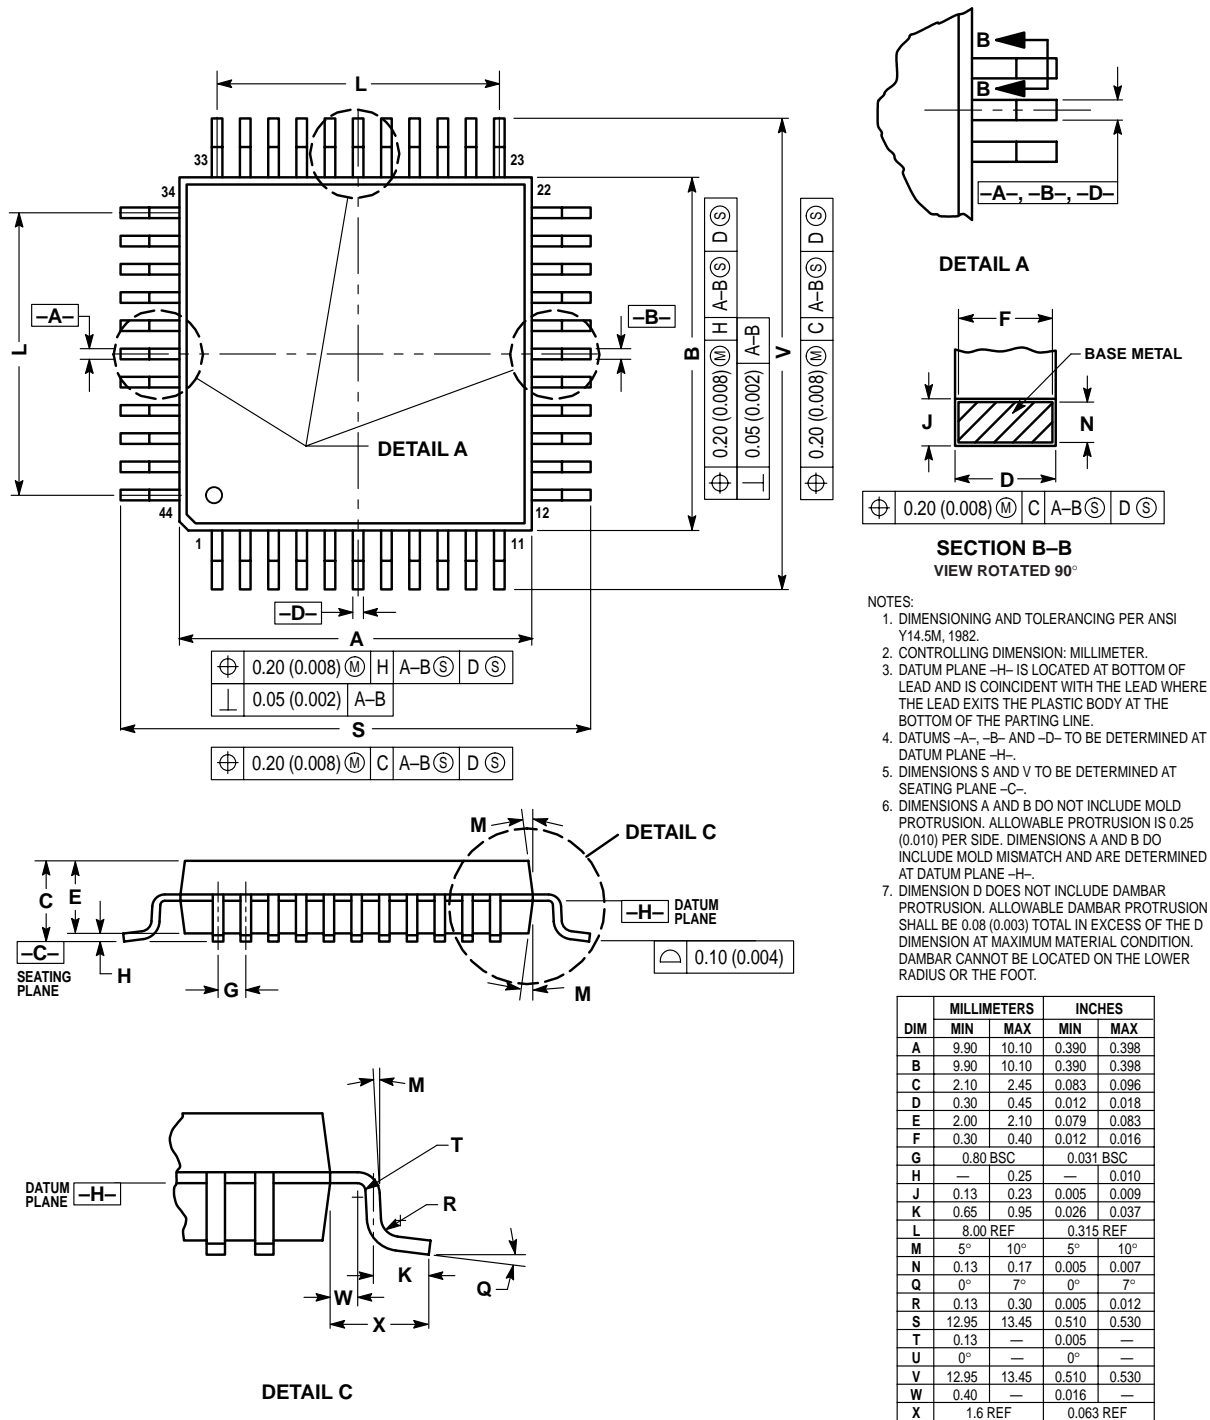 L
33
23
34
22
–A–
–B–
L
B
V
DETAIL A
44
12
1
11
–D–
A
0.20 (0.008) Ⓜ H A–B Ⓢ D Ⓢ
⊥ 0.05 (0.002) A–B
S
0.20 (0.008) Ⓜ C A–B Ⓢ D Ⓢ
0.20 (0.008) Ⓜ H A–B Ⓢ D Ⓢ
⊥ 0.05 (0.002) A–B
0.20 (0.008) Ⓜ C A–B Ⓢ D Ⓢ
B
B
–A–, –B–, –D–
DETAIL A
F
BASE METAL
J
N
D
0.20 (0.008) Ⓜ C A–B Ⓢ D Ⓢ
SECTION B–B
VIEW ROTATED 90°
M
DETAIL C
C
E
–H–
DATUM
PLANE
–C–
SEATING
PLANE
H
G
M
0.10 (0.004)
M
T
DATUM
PLANE
–H–
R
K
Q
W
X
DETAIL C
NOTES:
1. DIMENSIONING AND TOLERANCING PER ANSI
Y14.5M, 1982.
2. CONTROLLING DIMENSION: MILLIMETER.
3. DATUM PLANE –H– IS LOCATED AT BOTTOM OF
LEAD AND IS COINCIDENT WITH THE LEAD WHERE
THE LEAD EXITS THE PLASTIC BODY AT THE
BOTTOM OF THE PARTING LINE.
4. DATUMS –A–, –B– AND –D– TO BE DETERMINED AT
DATUM PLANE –H–.
5. DIMENSIONS S AND V TO BE DETERMINED AT
SEATING PLANE –C–.
6. DIMENSIONS A AND B DO NOT INCLUDE MOLD
PROTRUSION. ALLOWABLE PROTRUSION IS 0.25
(0.010) PER SIDE. DIMENSIONS A AND B DO
INCLUDE MOLD MISMATCH AND ARE DETERMINED
AT DATUM PLANE –H–.
7. DIMENSION D DOES NOT INCLUDE DAMBAR
PROTRUSION. ALLOWABLE DAMBAR PROTRUSION
SHALL BE 0.08 (0.003) TOTAL IN EXCESS OF THE D
DIMENSION AT MAXIMUM MATERIAL CONDITION.
DAMBAR CANNOT BE LOCATED ON THE LOWER
RADIUS OR THE FOOT.
MILLIMETERS INCHES
DIM MIN MAX MIN MAX
A 9.90 10.10 0.390 0.398
B 9.90 10.10 0.390 0.398
C 2.10 2.45 0.083 0.096
D 0.30 0.45 0.012 0.018
E 2.00 2.10 0.079 0.083
F 0.30 0.40 0.012 0.016
G 0.80 BSC 0.031 BSC
H — 0.25 — 0.010
J 0.13 0.23 0.005 0.009
K 0.65 0.95 0.026 0.037
L 8.00 REF 0.315 REF
M 5° 10° 5° 10°
N 0.13 0.17 0.005 0.007
Q 0° 7° 0° 7°
R 0.13 0.30 0.005 0.012
S 12.95 13.45 0.510 0.530
T 0.13 — 0.005 —
U 0° — 0° —
V 12.95 13.45 0.510 0.530
W 0.40 — 0.016 —
X 1.6 REF 0.063 REF